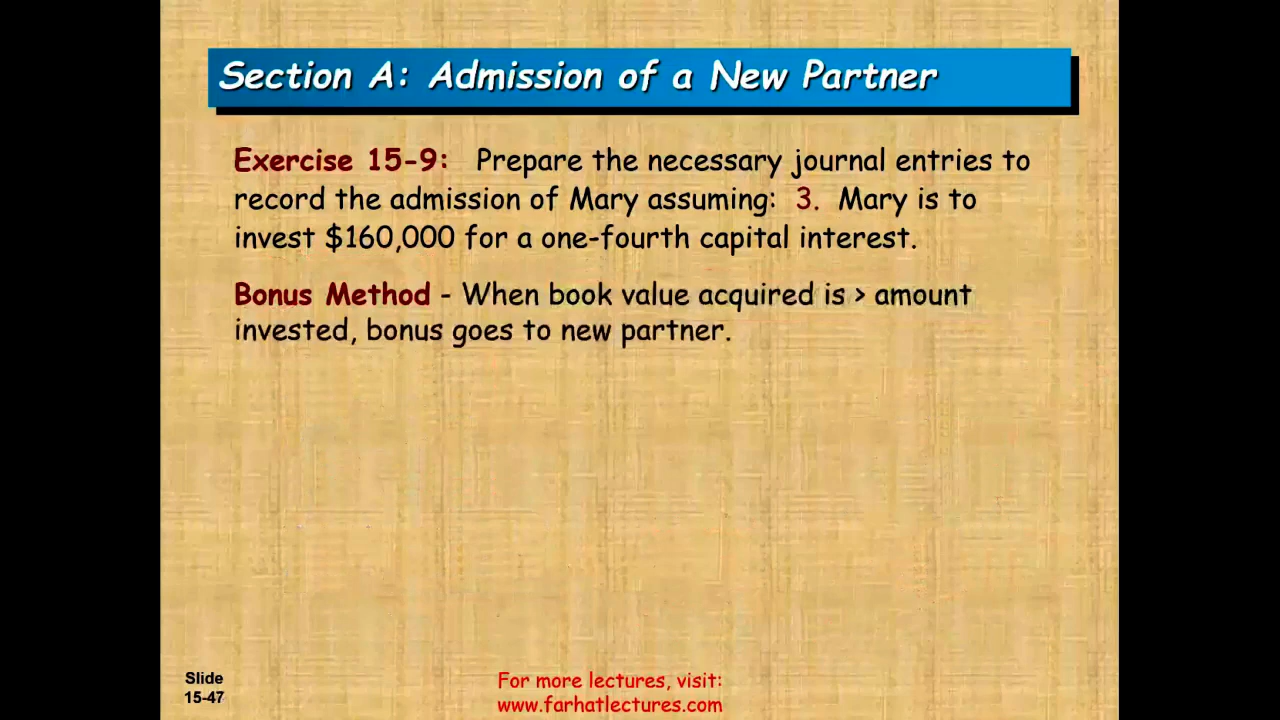 Section A: Admission of a New Partner
Exercise 15-9: Prepare the necessary journal entries to
record the admission of Mary assuming: 3. Mary is to
invest $160,000 for a one-fourth capital interest.
Bonus Method - When book value acquired is > amount
invested, bonus goes to new partner.
Slide
15-47
For more lectures, visit:
www.farhatlectures.com